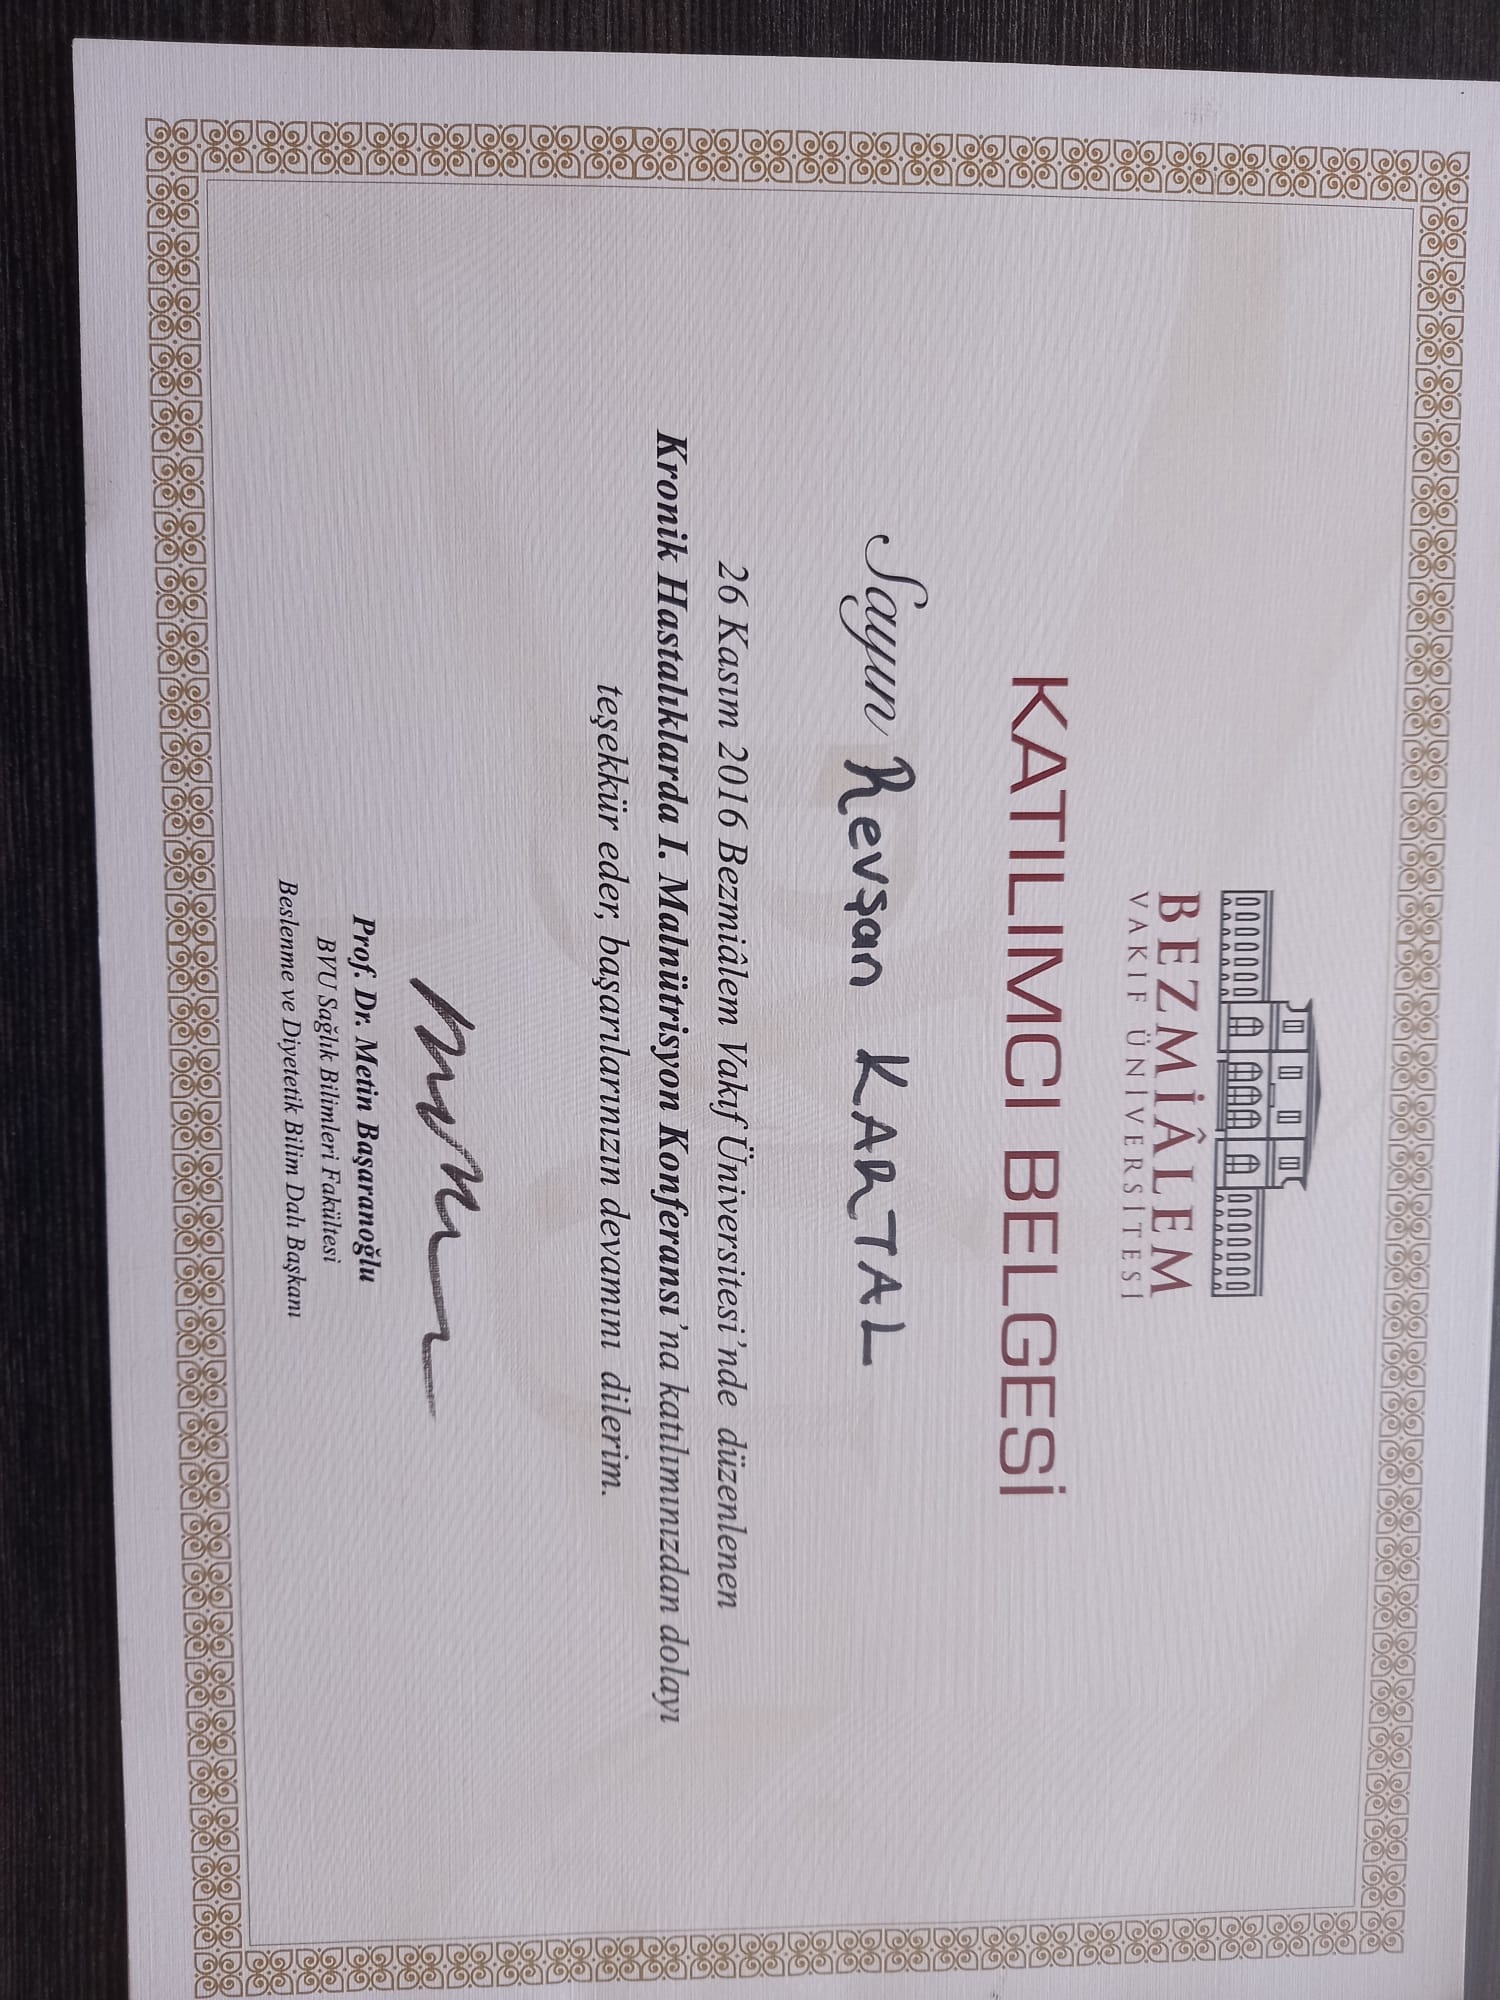 BEZMİÂLEM
VAKIF ÜNİVERSİTESİ
KATILIMCI BELGESİ
Sayın Revşan KARTAL
26 Kasım 2016 Bezmiâlem Vakıf Üniversitesi'nde düzenlenen
Kronik Hastalıklarda I. Malnütrisyon Konferansı'na katılımınızdan dolayı
teşekkür eder, başarılarınızın devamını dilerim.
Prof. Dr. Metin Başaranoğlu
BVU Sağlık Bilimleri Fakültesi
Beslenme ve Diyetetik Bilim Dalı Başkanı